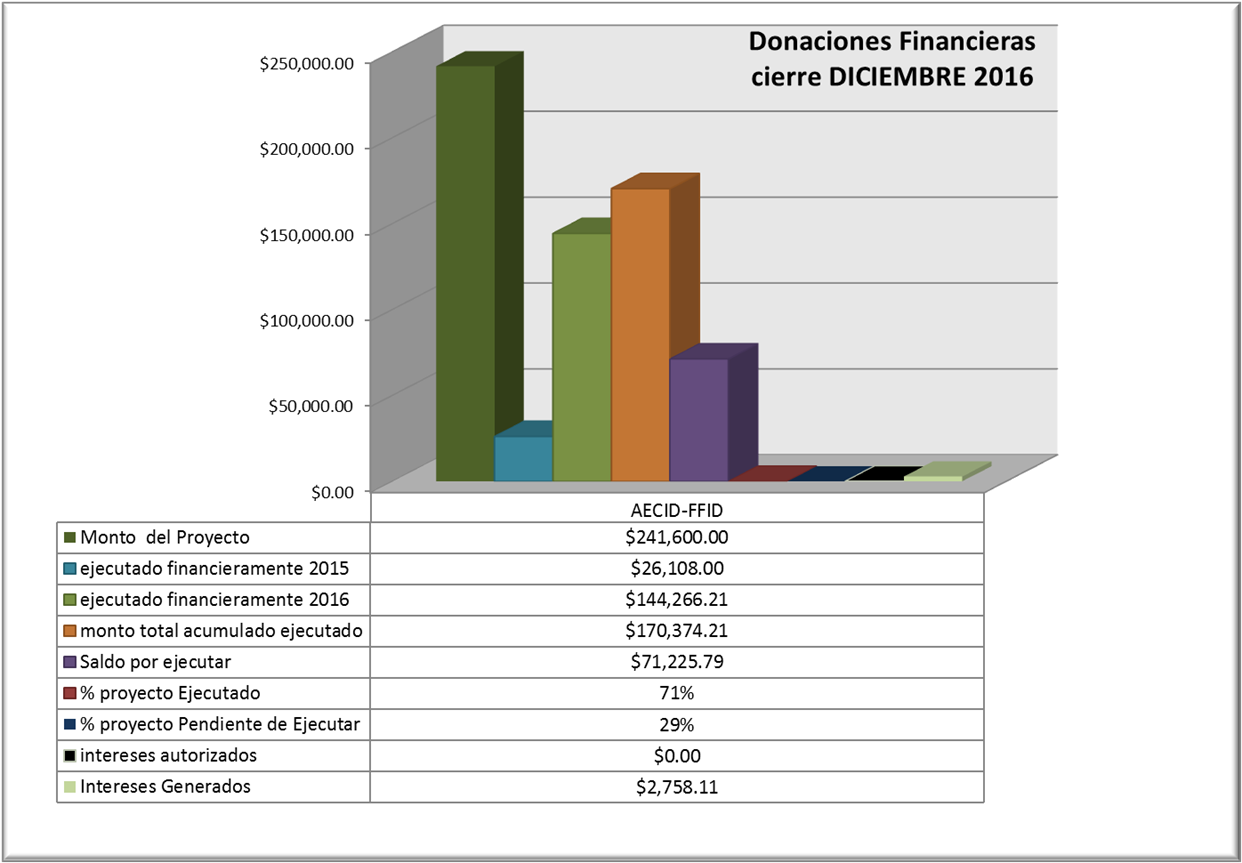 Donaciones Financieras
cierre DICIEMBRE 2016
$250,000.00
$200,000.00
$150,000.00
$100,000.00
$50,000.00
$0.00
AECID-FFID
Monto del Proyecto $241,600.00
ejecutado financieramente 2015 $26,108.00
ejecutado financieramente 2016 $144,266.21
monto total acumulado ejecutado $170,374.21
Saldo por ejecutar $71,225.79
% proyecto Ejecutado 71%
% proyecto Pendiente de Ejecutar 29%
intereses autorizados $0.00
Intereses Generados $2,758.11